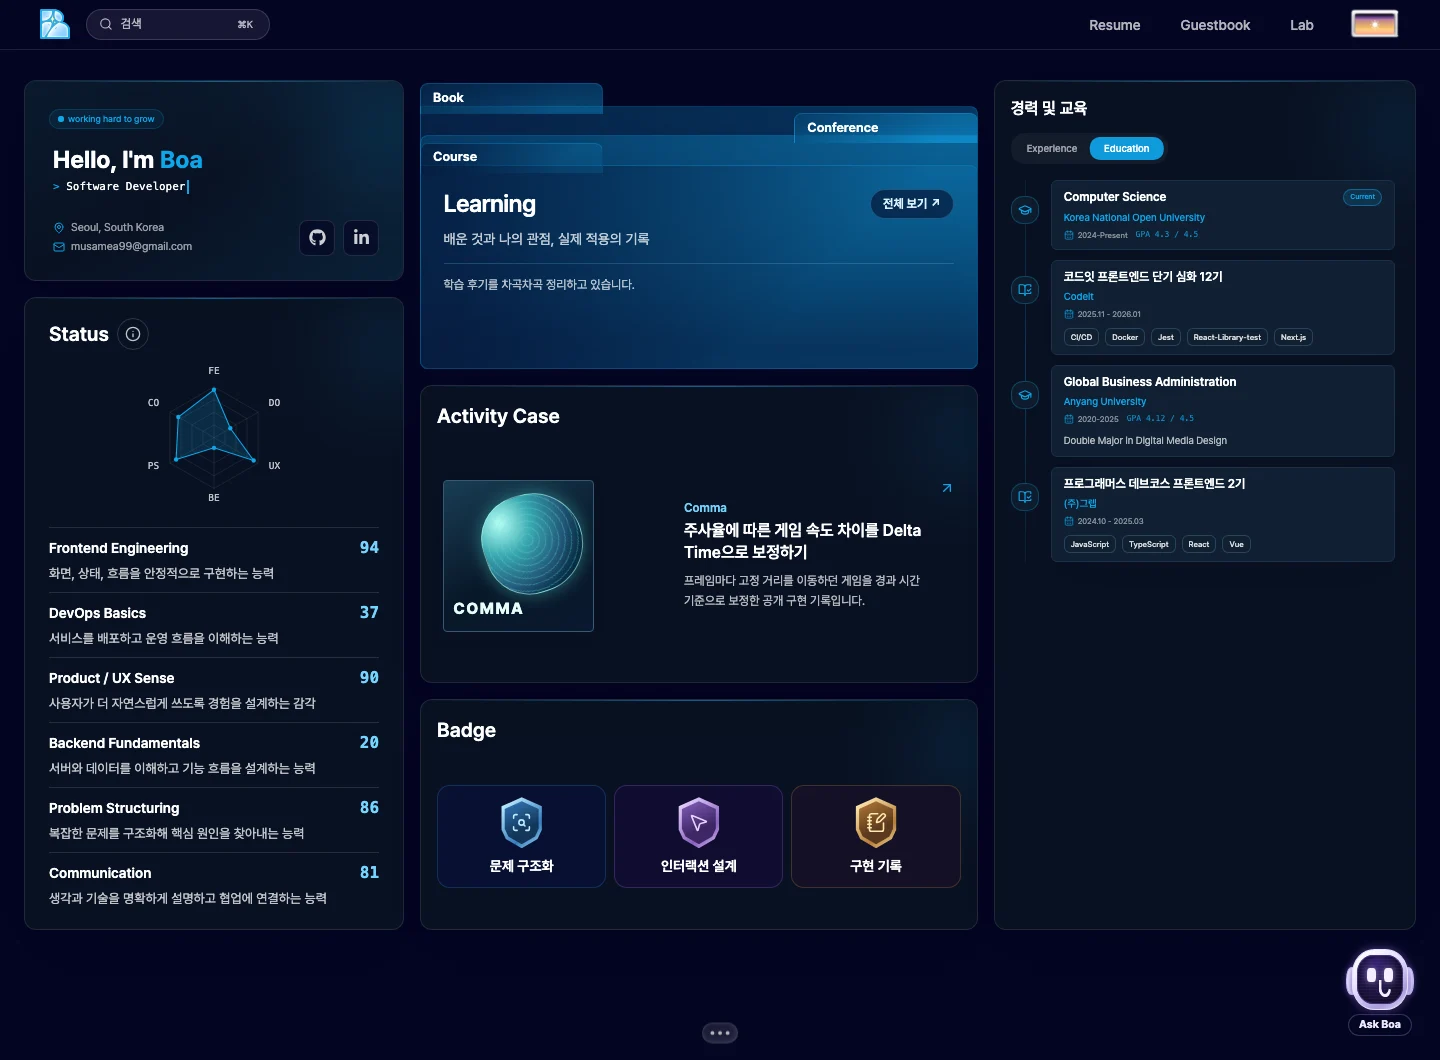 검색
⌘K
Resume
Guestbook
Lab
working hard to grow
Hello, I'm Boa
> Software Developer
Seoul, South Korea
musamea99@gmail.com
Status
FE
DO
UX
BE
PS
CO
Frontend Engineering
94
화면, 상태, 흐름을 안정적으로 구현하는 능력
DevOps Basics
37
서비스를 배포하고 운영 흐름을 이해하는 능력
Product / UX Sense
90
사용자가 더 자연스럽게 쓰도록 경험을 설계하는 감각
Backend Fundamentals
20
서버와 데이터를 이해하고 기능 흐름을 설계하는 능력
Problem Structuring
86
복잡한 문제를 구조화해 핵심 원인을 찾아내는 능력
Communication
81
생각과 기술을 명확하게 설명하고 협업에 연결하는 능력
Book
Conference
Course
Learning
전체 보기
배운 것과 나의 관점, 실제 적용의 기록
학습 후기를 차곡차곡 정리하고 있습니다.
Activity Case
COMMA
Comma
주사율에 따른 게임 속도 차이를 Delta
Time으로 보정하기
프레임마다 고정 거리를 이동하던 게임을 경과 시간
기준으로 보정한 공개 구현 기록입니다.
Badge
문제 구조화
인터랙션 설계
구현 기록
경력 및 교육
Experience
Education
Computer Science
Current
Korea National Open University
2024-Present GPA 4.3 / 4.5
코드잇 프론트엔드 단기 심화 12기
Codeit
2025.11 - 2026.01
CI/CD
Docker
Jest
React-Library-test
Next.js
Global Business Administration
Anyang University
2020-2025 GPA 4.12 / 4.5
Double Major in Digital Media Design
프로그래머스 데브코스 프론트엔드 2기
(주)그렙
2024.10 - 2025.03
JavaScript
TypeScript
React
Vue
Ask Boa